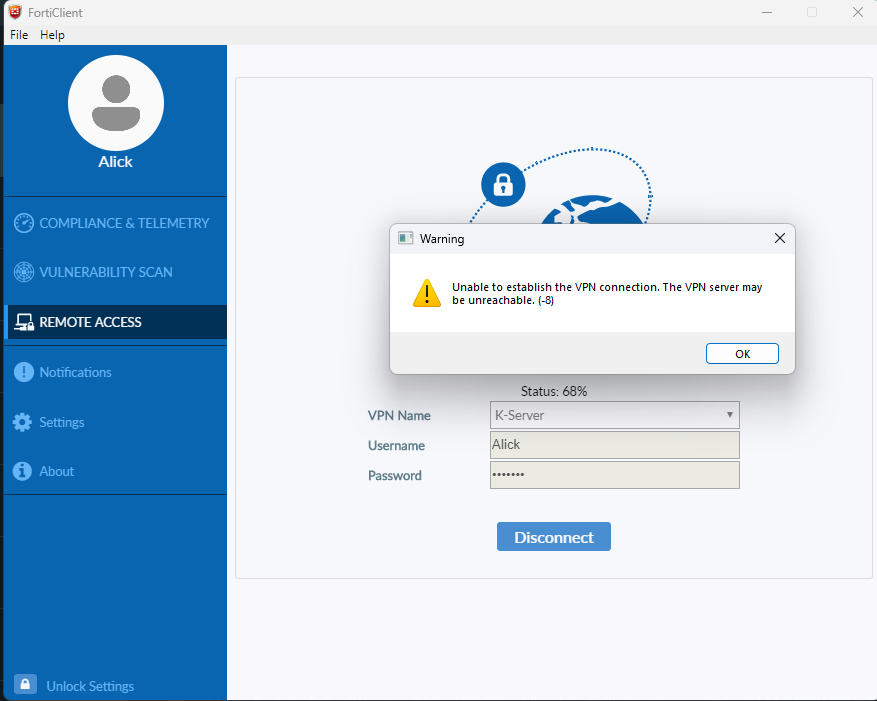 FortiClient
File Help
Alick
COMPLIANCE & TELEMETRY
VULNERABILITY SCAN
REMOTE ACCESS
Notifications
Settings
About
Unlock Settings
Warning
Unable to establish the VPN connection. The VPN server may
be unreachable. (-8)
OK
Status: 68%
VPN Name K-Server
Username Alick
Password •••••••
Disconnect